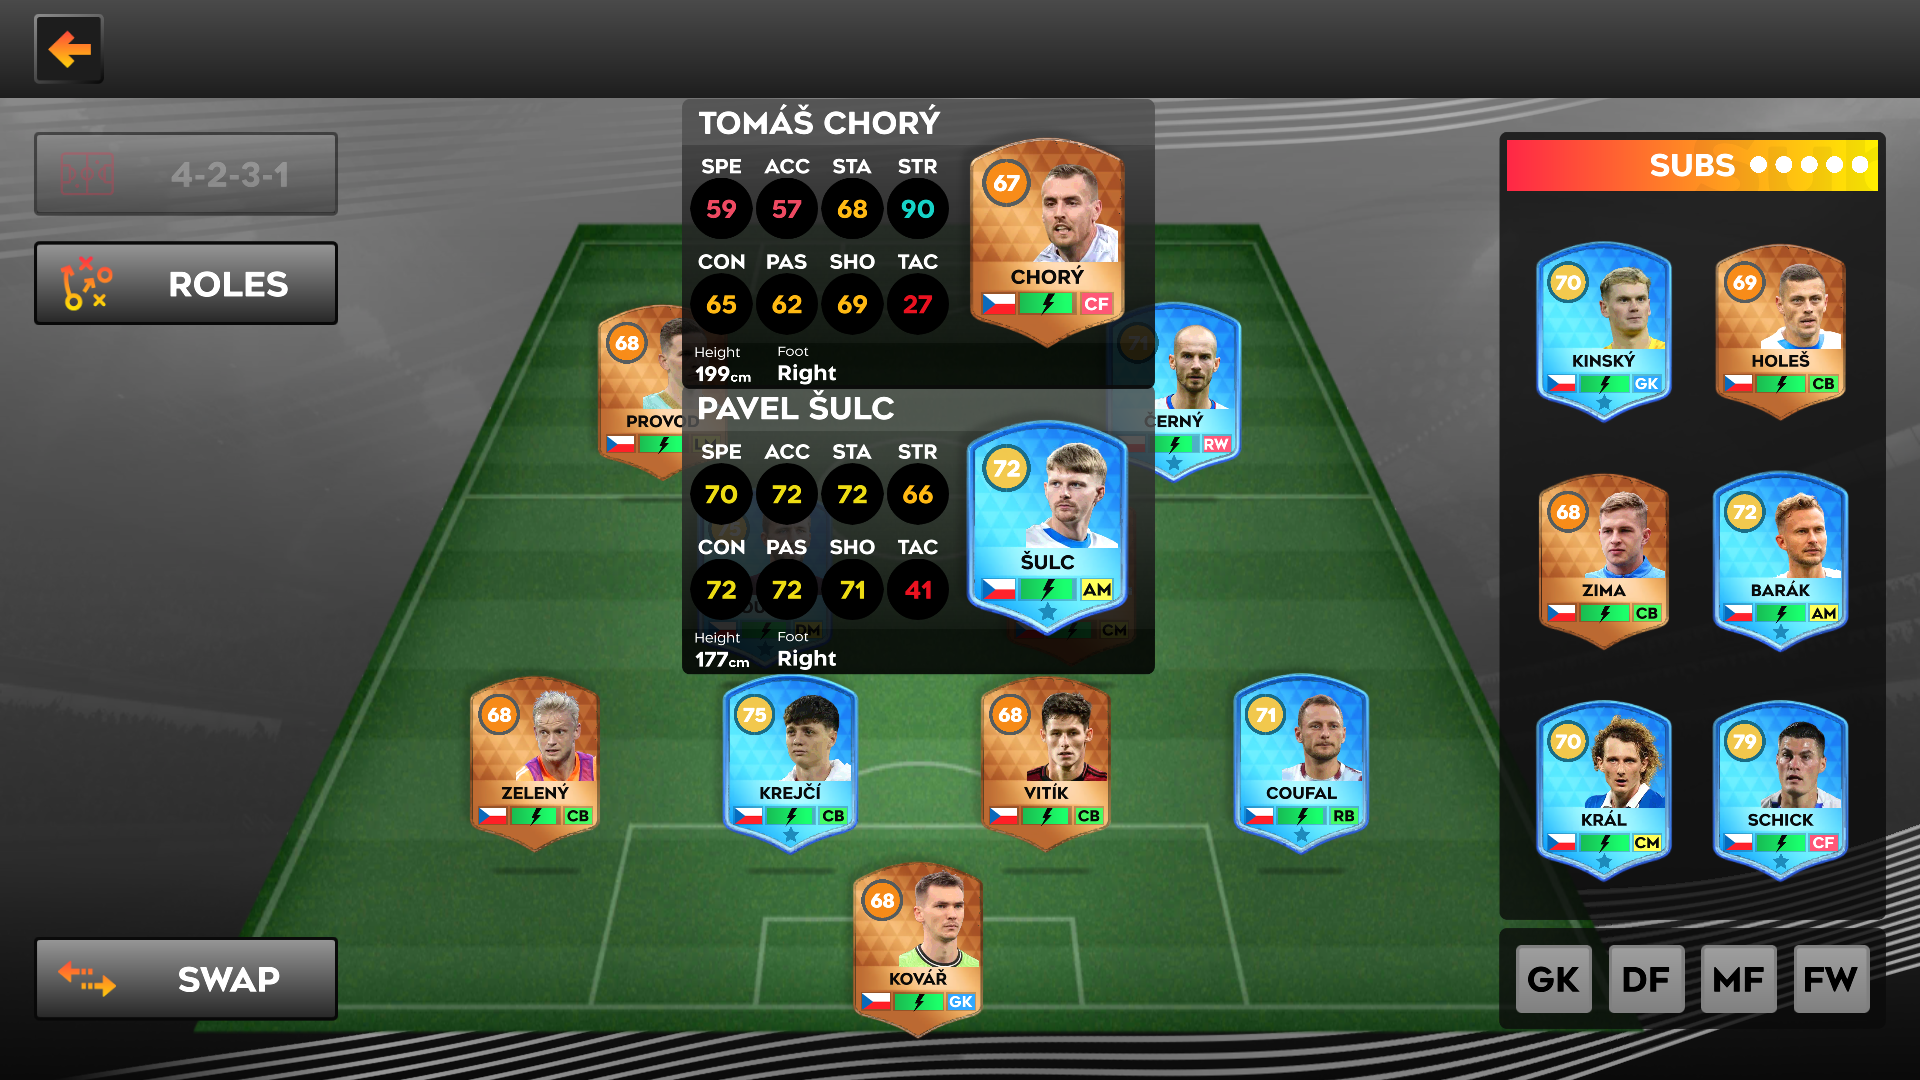 4-2-3-1
ROLES
SWAP
TOMÁŠ CHORÝ
SPE ACC STA STR
59 57 68 90
CON PAS SHO TAC
65 62 69 27
Height Foot
199cm Right
67
CHORÝ
CF
PAVEL ŠULC
SPE ACC STA STR
70 72 72 66
CON PAS SHO TAC
72 72 71 41
Height Foot
177cm Right
72
ŠULC
AM
68
PROVOD
LM
71
ČERNÝ
RW
DM
CM
68
ZELENÝ
CB
75
KREJČÍ
CB
68
VITÍK
CB
71
COUFAL
RB
68
KOVÁŘ
GK
SUBS
70
KINSKÝ
GK
69
HOLEŠ
CB
68
ZIMA
CB
72
BARÁK
AM
70
KRÁL
CM
79
SCHICK
CF
GK DF MF FW